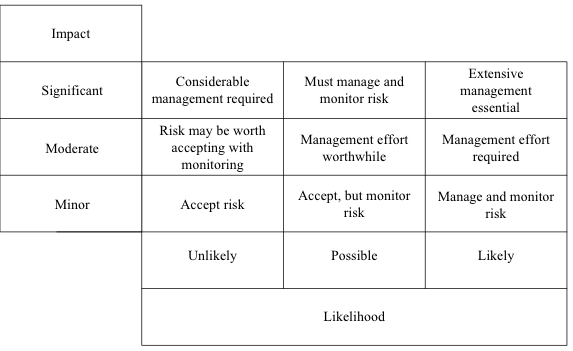 Impact
Significant
Considerable
management required
Must manage and
monitor risk
Extensive
management
essential
Moderate
Risk may be worth
accepting with
monitoring
Management effort
worthwhile
Management effort
required
Minor
Accept risk
Accept, but monitor
risk
Manage and monitor
risk
Unlikely
Possible
Likely
Likelihood